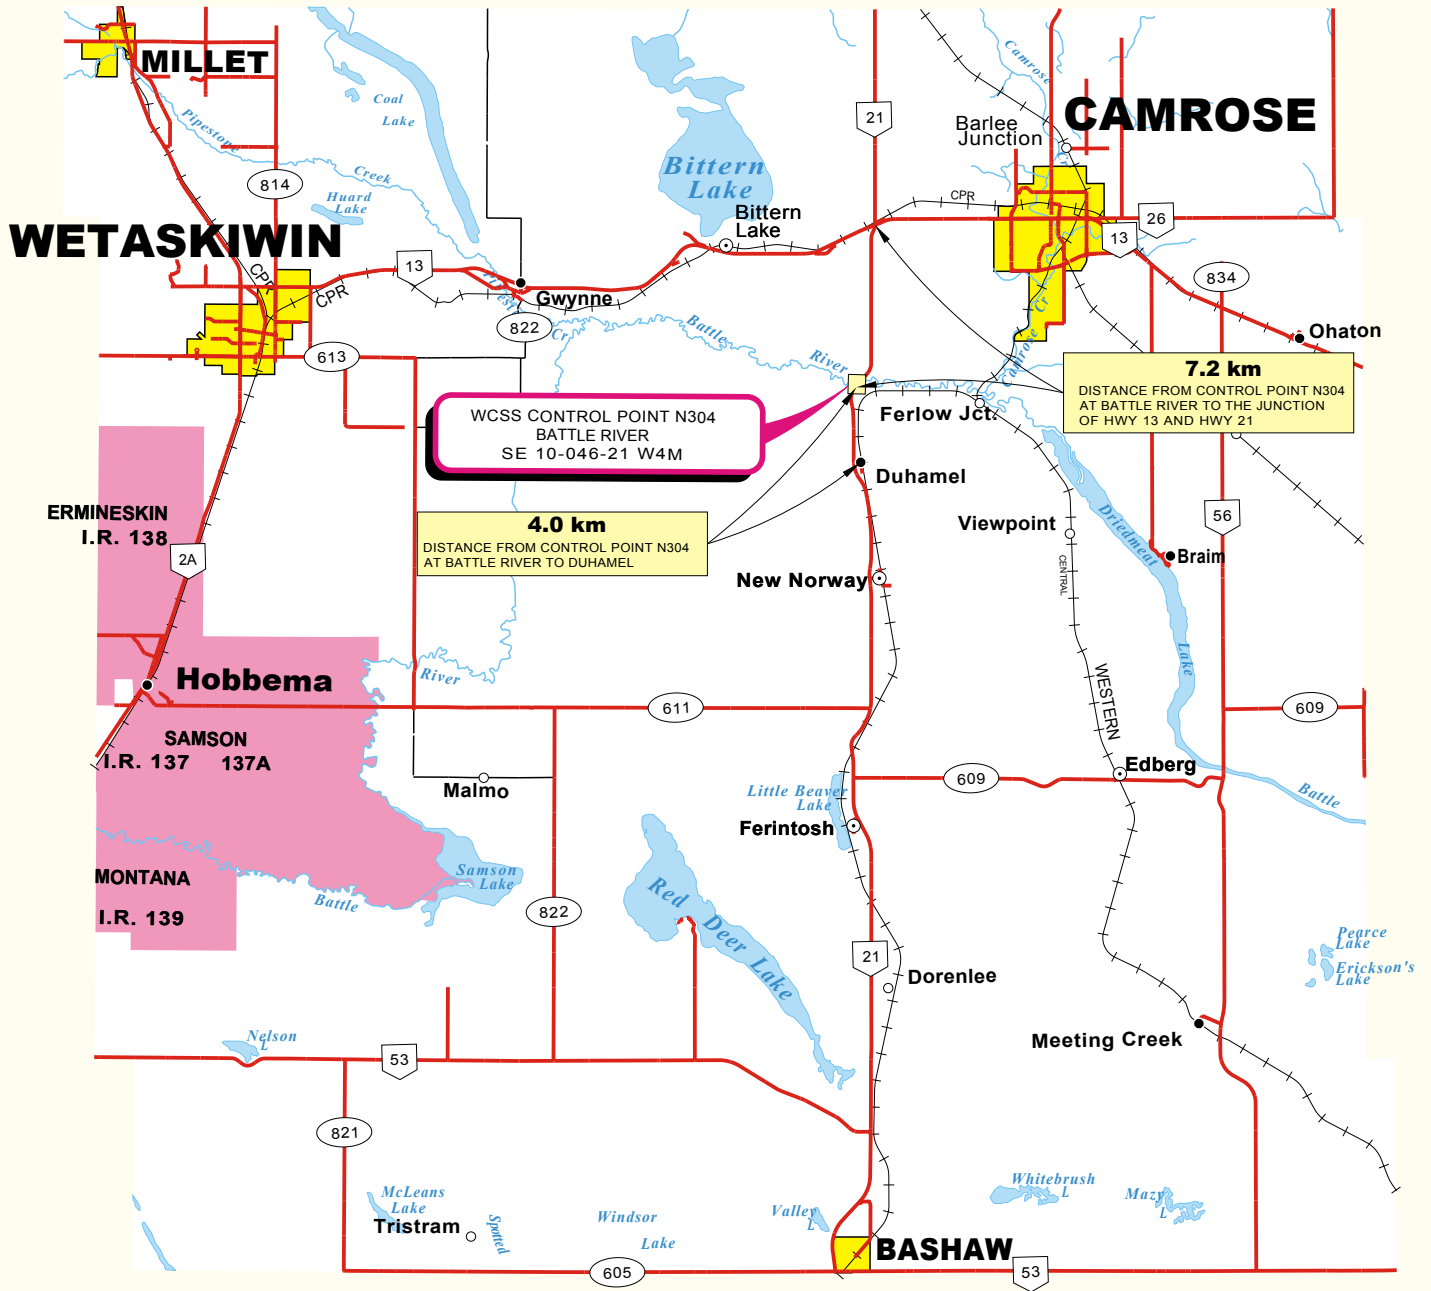 MILLET
Coal
Lake
Pipestone
Creek
814
Huard
Lake
WETASKIWIN
CPR
CPR
13
Gwynne
822
Pipestone
Cr
613
Bittern
Lake
Bittern
Lake
21
CPR
Camrose
Cr
Barlee
Junction
CAMROSE
26
13
834
Ohaton
Battle
River
Camrose
Cr
7.2 km
DISTANCE FROM CONTROL POINT N304
AT BATTLE RIVER TO THE JUNCTION
OF HWY 13 AND HWY 21
WCSS CONTROL POINT N304
BATTLE RIVER
SE 10-046-21 W4M
Ferlow Jct.
Duhamel
4.0 km
DISTANCE FROM CONTROL POINT N304
AT BATTLE RIVER TO DUHAMEL
Viewpoint
CENTRAL
WESTERN
Driedmeat
Lake
56
Braim
New Norway
ERMINESKIN
I.R. 138
2A
Hobbema
River
SAMSON
I.R. 137 137A
611
609
609
Edberg
Battle
Malmo
Little Beaver
Lake
Ferintosh
MONTANA
I.R. 139
Battle
Samson
Lake
822
Red Deer Lake
21
Dorenlee
Pearce
Lake
Erickson's
Lake
Meeting Creek
Nelson
L
53
821
McLeans
Lake
Tristram
Spotted
Windsor
Lake
Valley
L
Whitebrush
L
Mazy
L
BASHAW
605
53